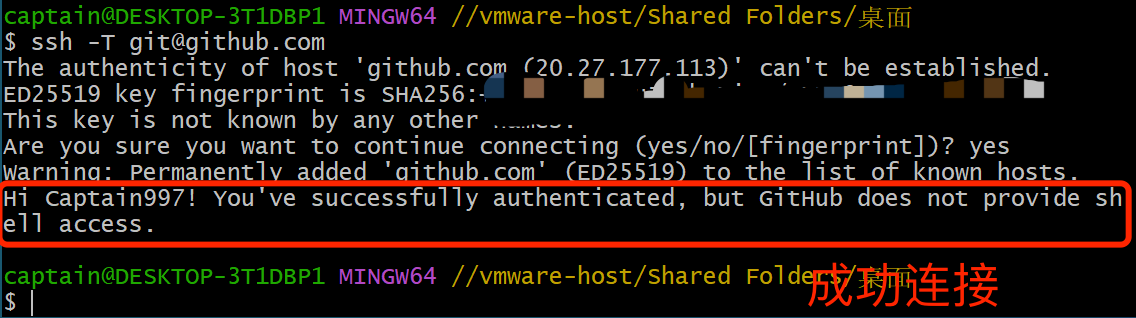 captain@DESKTOP-3T1DBP1 MINGW64 //vmware-host/Shared Folders/桌面
$ ssh -T git@github.com
The authenticity of host 'github.com (20.27.177.113)' can't be established.
ED25519 key fingerprint is SHA256:
This key is not known by any other names.
Are you sure you want to continue connecting (yes/no/[fingerprint])? yes
Warning: Permanently added 'github.com' (ED25519) to the list of known hosts.
Hi Captain997! You've successfully authenticated, but GitHub does not provide sh
ell access.
captain@DESKTOP-3T1DBP1 MINGW64 //vmware-host/Shared Folders/桌面
$
成功连接